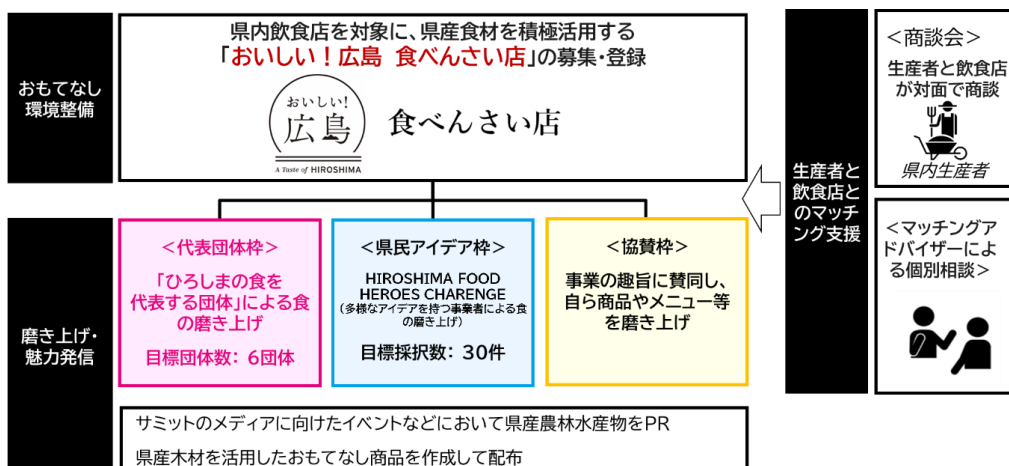 おもてなし
環境整備
県内飲食店を対象に、県産食材を積極活用する
「おいしい！広島 食べんさい店」の募集・登録
おいしい!
広島
A Taste of HIROSHIMA
食べんさい店
磨き上げ・
魅力発信
＜代表団体枠＞
「ひろしまの食を
代表する団体」による食
の磨き上げ
目標団体数： 6団体
＜県民アイデア枠＞
HIROSHIMA FOOD
HEROES CHARENGE
（多様なアイデアを持つ事業者による食
の磨き上げ）
目標採択数： 30件
＜協賛枠＞
事業の趣旨に賛同し、
自ら商品やメニュー等
を磨き上げ
サミットのメディアに向けたイベントなどにおいて県産農林水産物をPR
県産木材を活用したおもてなし商品を作成して配布
生産者と
飲食店と
のマッチ
ング支援
＜商談会＞
生産者と飲食店
が対面で商談
県内生産者
＜マッチングア
ドバイザーによ
る個別相談＞